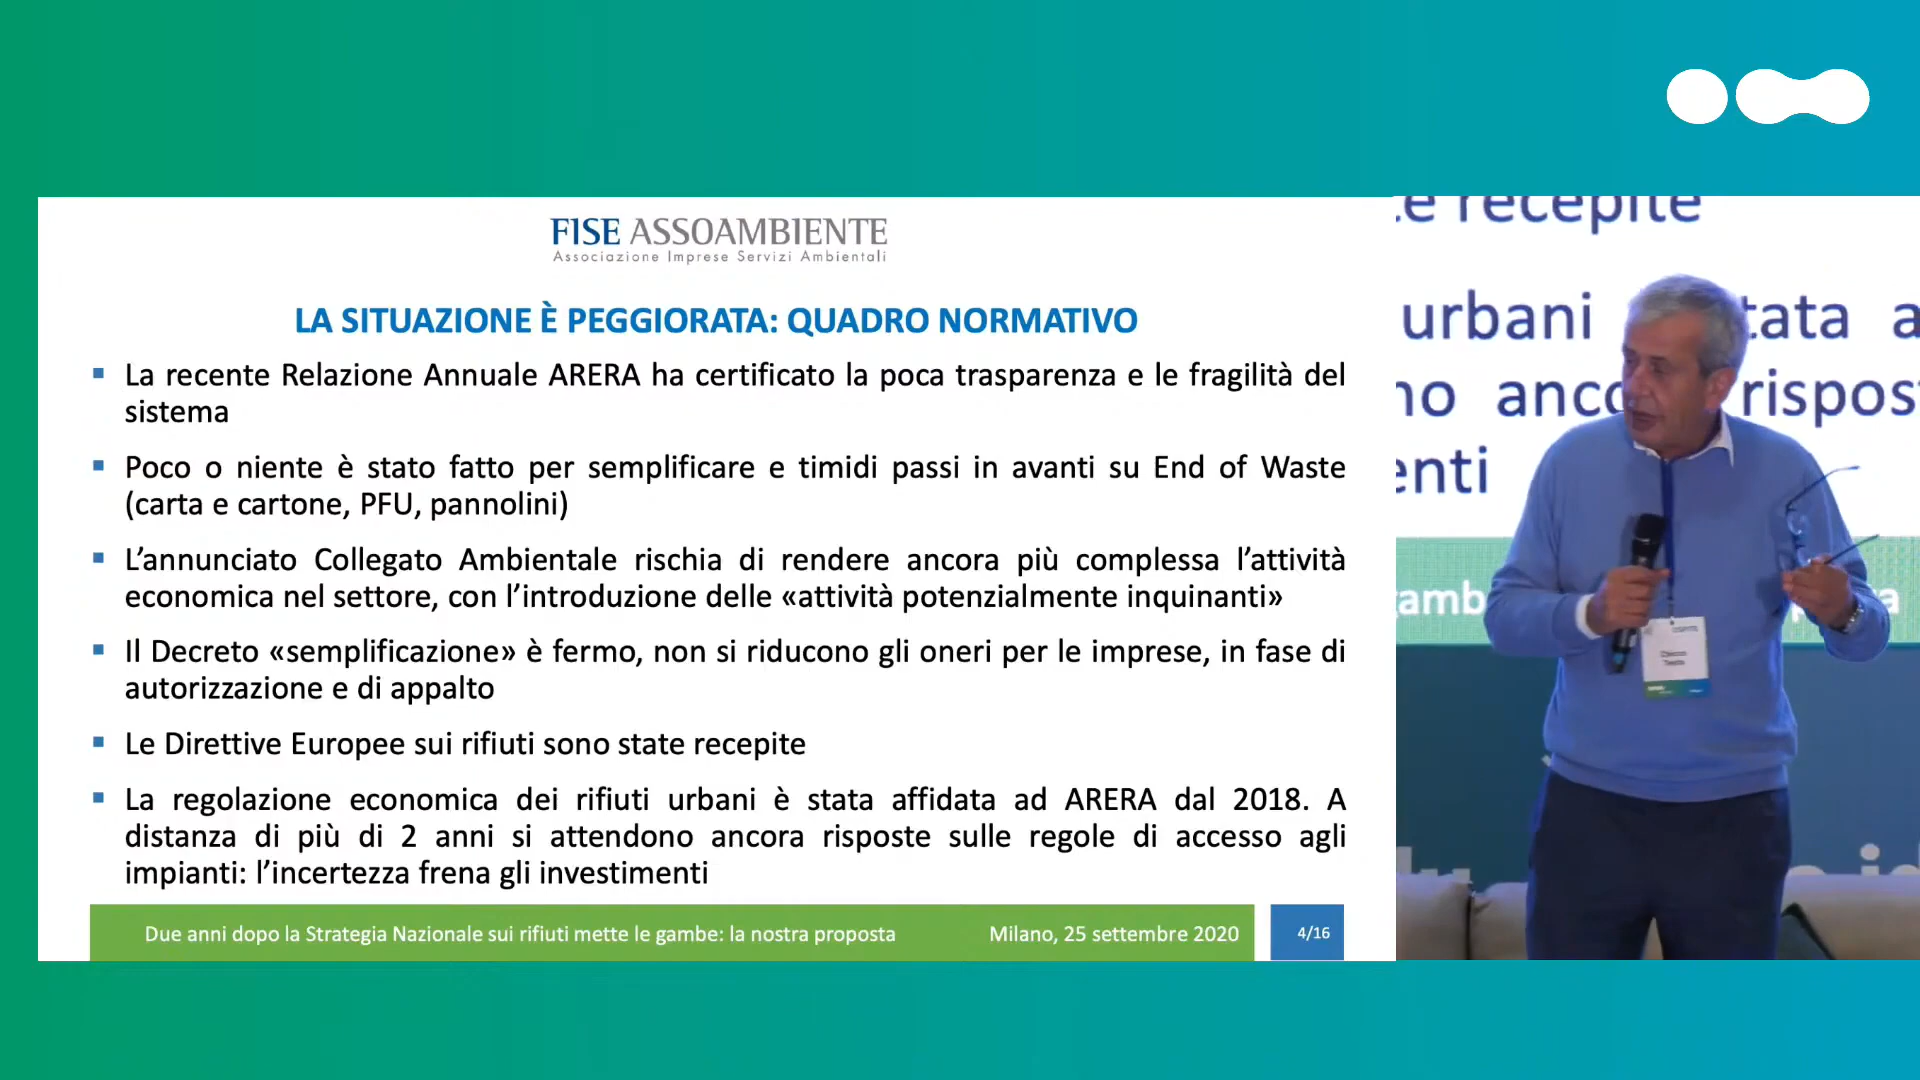 FISE ASSOAMBIENTE
Associazione Imprese Servizi Ambientali
LA SITUAZIONE È PEGGIORATA: QUADRO NORMATIVO
La recente Relazione Annuale ARERA ha certificato la poca trasparenza e le fragilità del
sistema
Poco o niente è stato fatto per semplificare e timidi passi in avanti su End of Waste
(carta e cartone, PFU, pannolini)
L'annunciato Collegato Ambientale rischia di rendere ancora più complessa l'attività
economica nel settore, con l'introduzione delle «attività potenzialmente inquinanti»
Il Decreto «semplificazione» è fermo, non si riducono gli oneri per le imprese, in fase di
autorizzazione e di appalto
Le Direttive Europee sui rifiuti sono state recepite
La regolazione economica dei rifiuti urbani è stata affidata ad ARERA dal 2018. A
distanza di più di 2 anni si attendono ancora risposte sulle regole di accesso agli
impianti: l'incertezza frena gli investimenti
Due anni dopo la Strategia Nazionale sui rifiuti mette le gambe: la nostra proposta
Milano, 25 settembre 2020
4/16
e recepite
urbani tata a
no anco rispos
enti
gamb